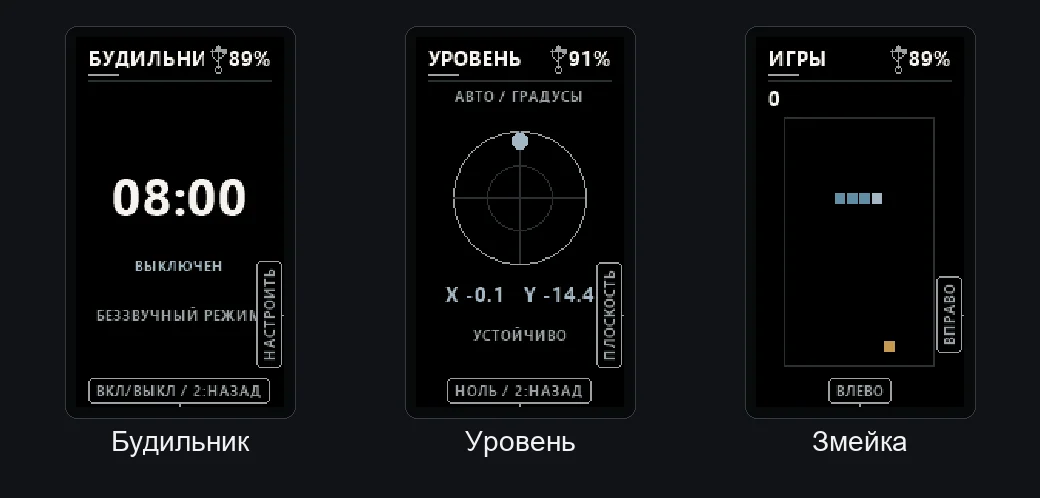 БУДИЛЬНИ 89%
08:00
ВЫКЛЮЧЕН
БЕЗЗВУЧНЫЙ РЕЖИМ
НАСТРОИТЬ
ВКЛ/ВЫКЛ / 2:НАЗАД
Будильник
УРОВЕНЬ 91%
АВТО / ГРАДУСЫ
X -0.1 Y -14.4
УСТОЙЧИВО
ПЛОСКОСТЬ
НОЛЬ / 2:НАЗАД
Уровень
ИГРЫ 89%
0
ВПРАВО
ВЛЕВО
Змейка